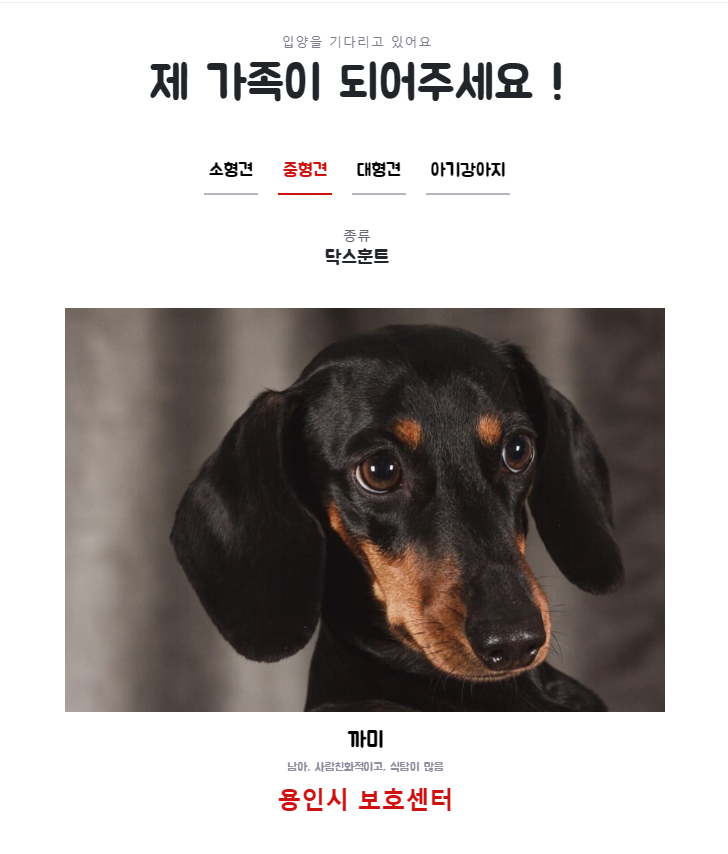 입양을 기다리고 있어요
제 가족이 되어주세요 !
소형견 중형견 대형견 아기강아지
종류
닥스훈트
까미
남아, 사람친화적이고, 식탐이 많음
용인시 보호센터